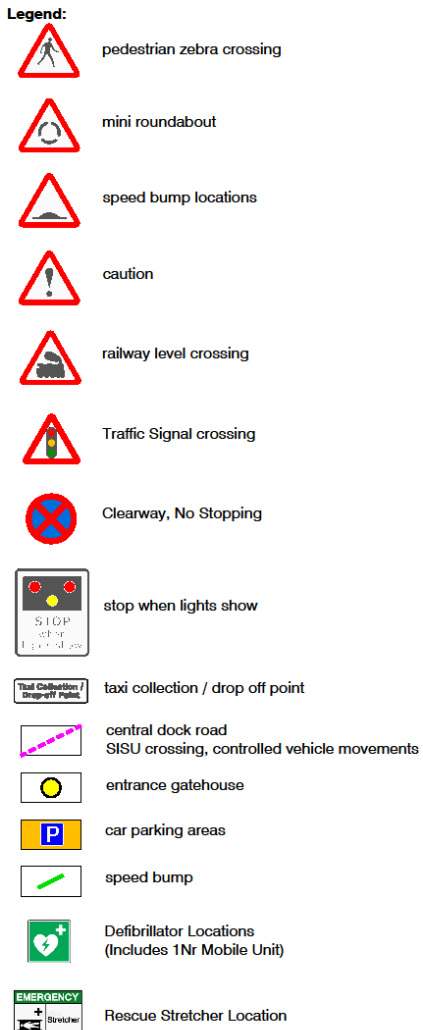 Legend:
pedestrian zebra crossing
mini roundabout
speed bump locations
caution
railway level crossing
Traffic Signal crossing
Clearway, No Stopping
STOP
when
lights show
stop when lights show
Taxi Collection /
Drop-off Point
taxi collection / drop off point
central dock road
SISU crossing, controlled vehicle movements
entrance gatehouse
P
car parking areas
speed bump
Defibrillator Locations
(Includes 1Nr Mobile Unit)
EMERGENCY
Stretcher
Rescue Stretcher Location